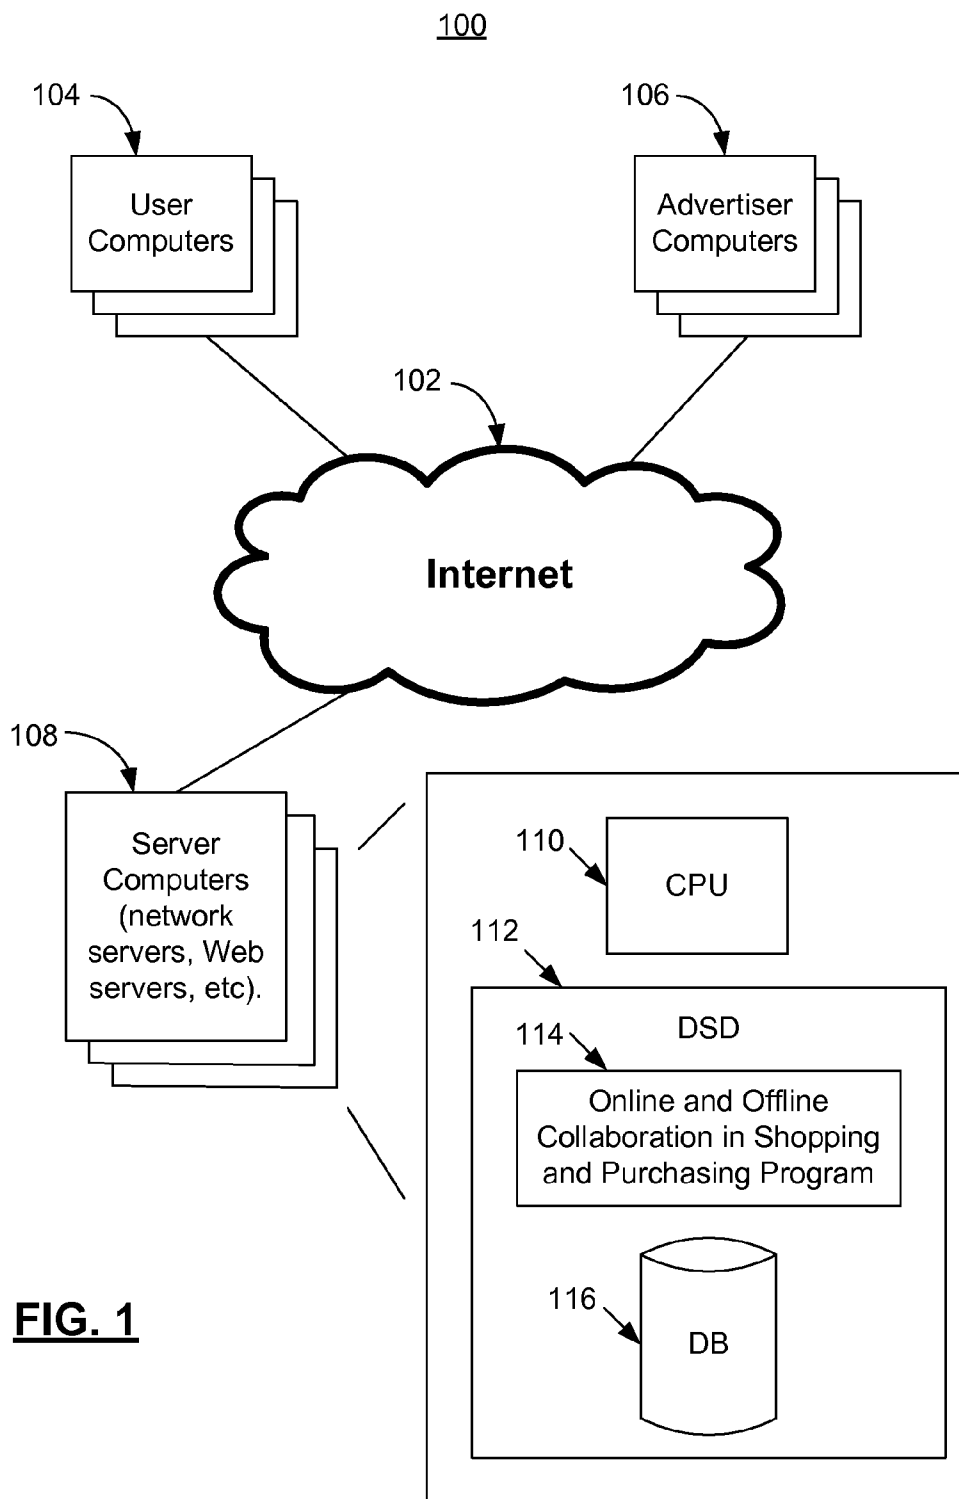 100
104
106
User
Computers
Advertiser
Computers
102
Internet
108
Server
Computers
(network
servers, Web
servers, etc).
110
CPU
112
DSD
114
Online and Offline
Collaboration in Shopping
and Purchasing Program
116
DB
FIG. 1